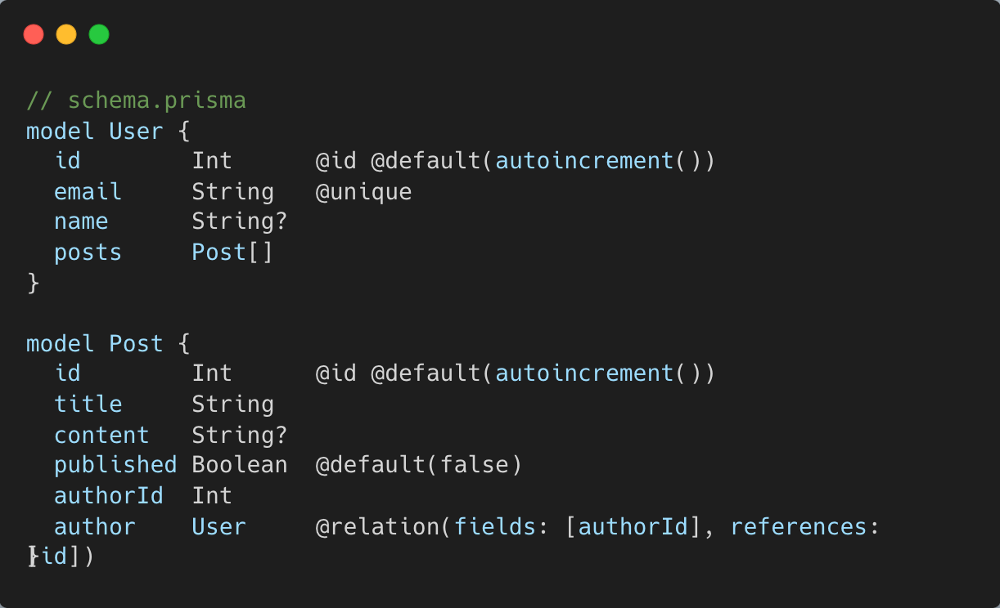 // schema.prisma
model User {
  id        Int      @id @default(autoincrement())
  email     String   @unique
  name      String?
  posts     Post[]
}

model Post {
  id        Int      @id @default(autoincrement())
  title     String
  content   String?
  published Boolean  @default(false)
  authorId  Int
  author    User     @relation(fields: [authorId], references:
[id])
}